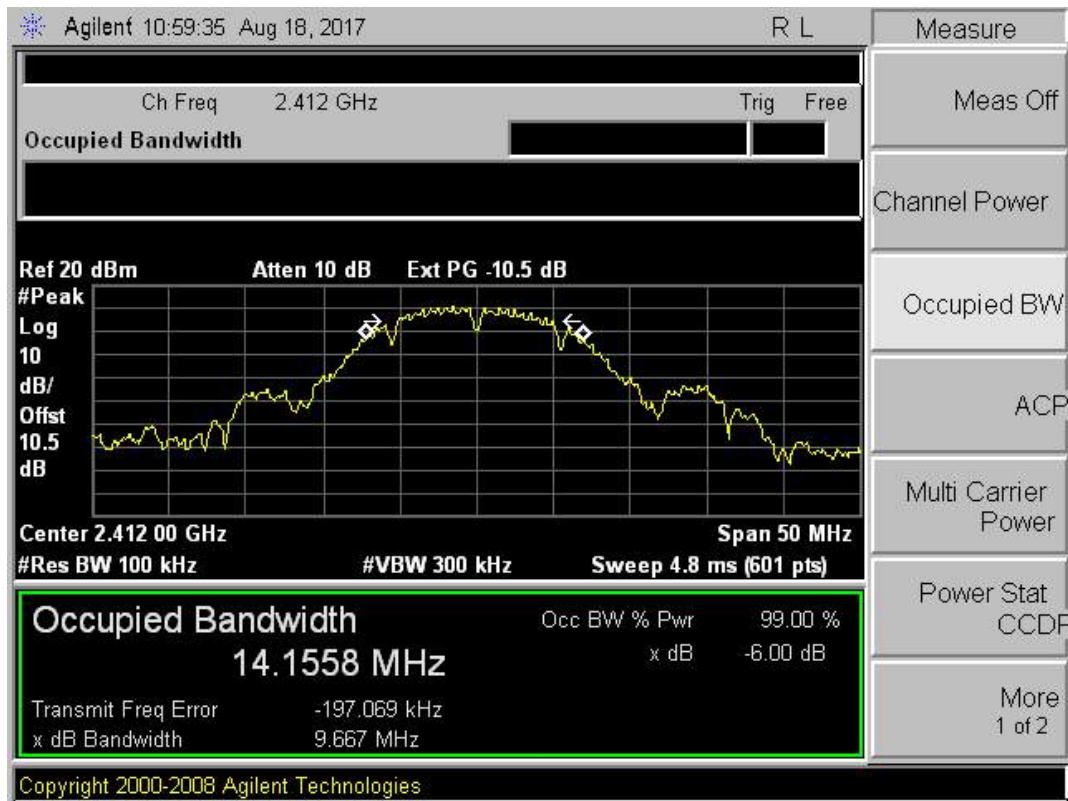 Agilent 10:59:35 Aug 18, 2017 R L
Measure
Ch Freq 2.412 GHz Trig Free
Occupied Bandwidth
Meas Off
Channel Power
Occupied BW
ACP
Multi Carrier
Power
Power Stat
CCDF
More
1 of 2
Ref 20 dBm Atten 10 dB Ext PG -10.5 dB
#Peak
Log
10
dB/
Offst
10.5
dB
Center 2.412 00 GHz Span 50 MHz
#Res BW 100 kHz #VBW 300 kHz Sweep 4.8 ms (601 pts)
Occupied Bandwidth
14.1558 MHz
Occ BW % Pwr 99.00 %
x dB -6.00 dB
Transmit Freq Error -197.069 kHz
x dB Bandwidth 9.667 MHz
Copyright 2000-2008 Agilent Technologies